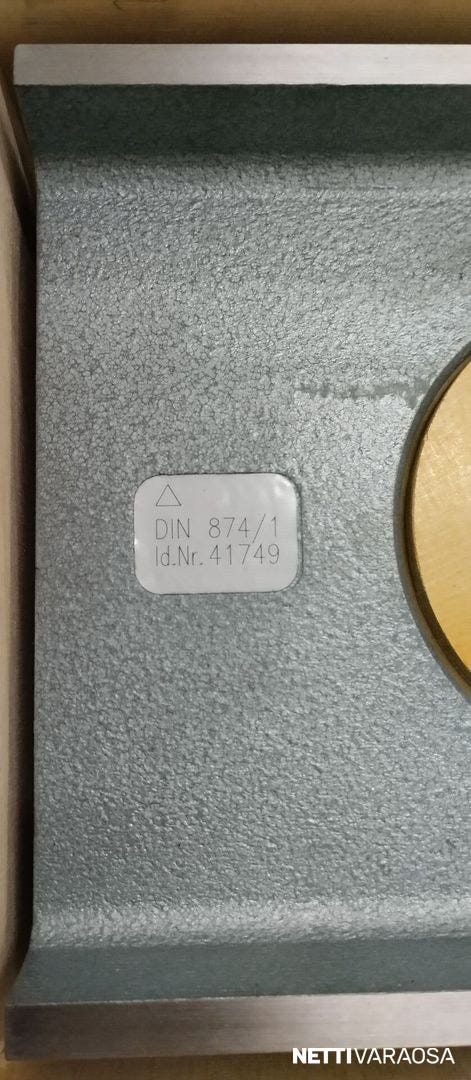 △
DIN 874/1
Id.Nr. 41749
NETTIVARAOSA